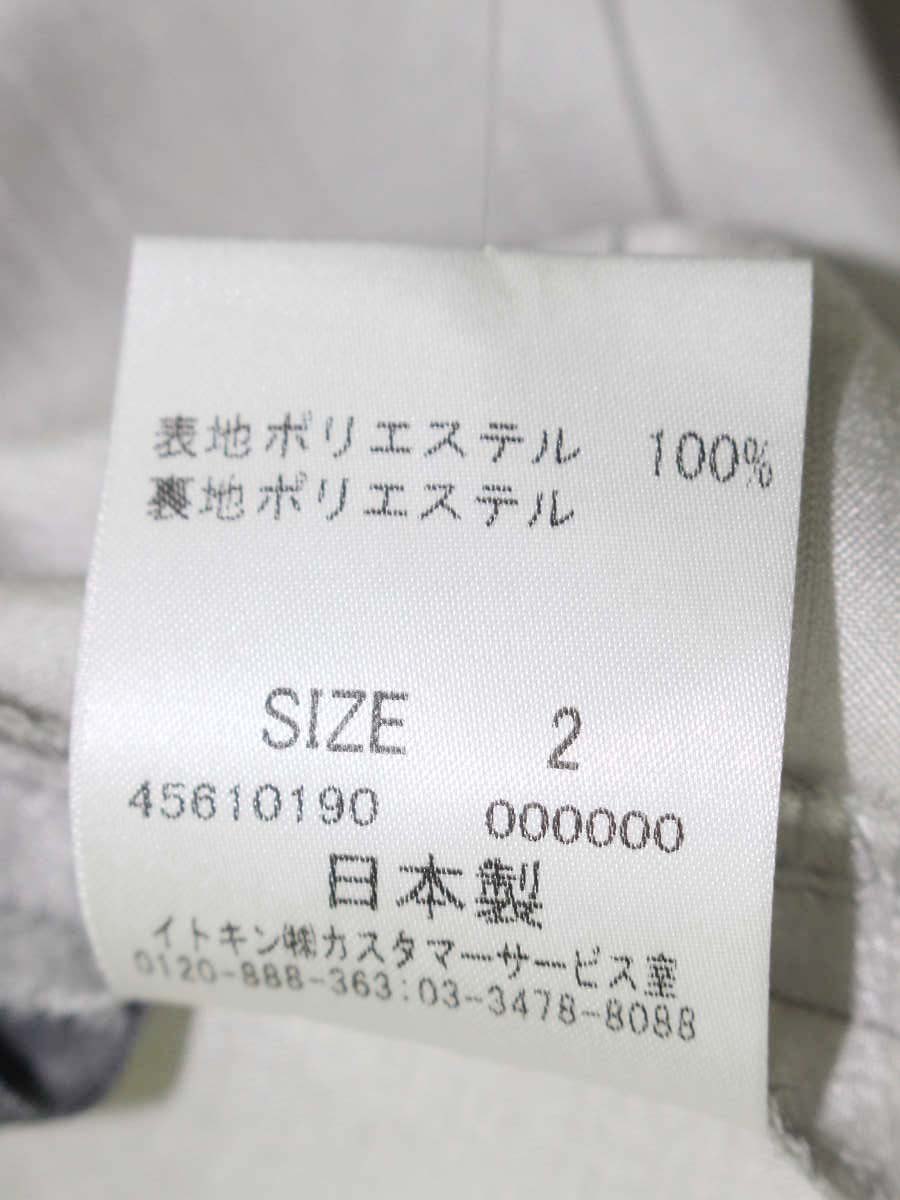 表地ポリエステル 100%
裏地ポリエステル
SIZE 2
45610190 000000
日本製
イトキン㈱カスタマーサービス室
0120-888-363:03-3478-8088